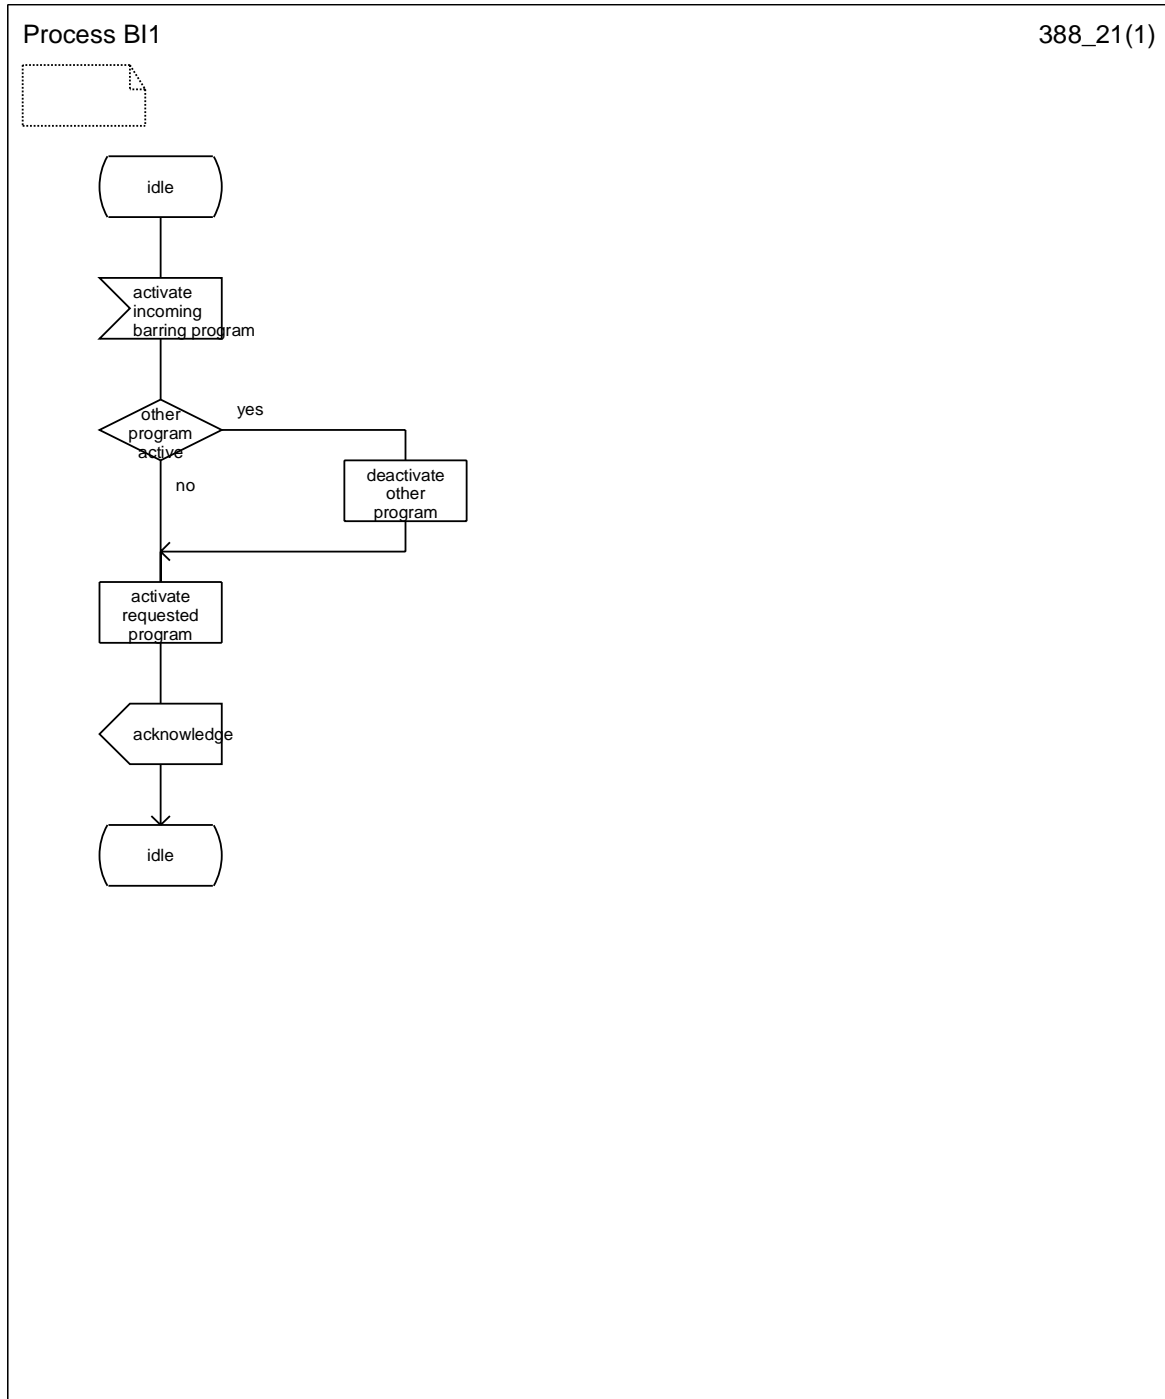 Process BI1
388_21(1)
idle
activate
incoming
barring program
other
program
active
yes
no
deactivate
other
program
activate
requested
program
acknowledge
idle